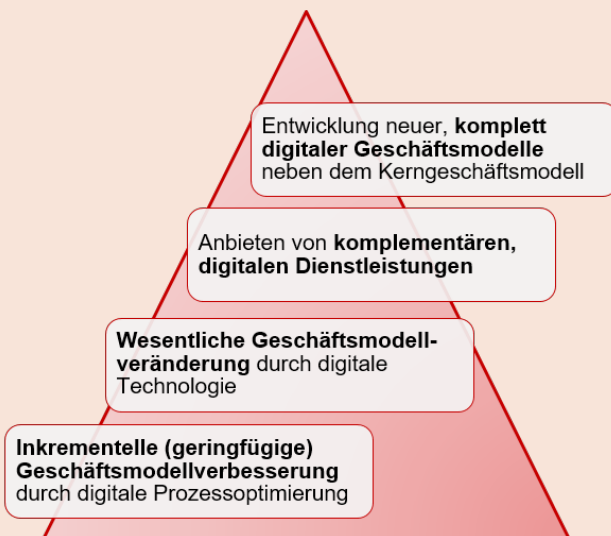 Entwicklung neuer, komplett
digitaler Geschäftsmodelle
neben dem Kerngeschäftsmodell
Anbieten von komplementären,
digitalen Dienstleistungen
Wesentliche Geschäftsmodell-
veränderung durch digitale
Technologie
Inkrementelle (geringfügige)
Geschäftsmodellverbesserung
durch digitale Prozessoptimierung